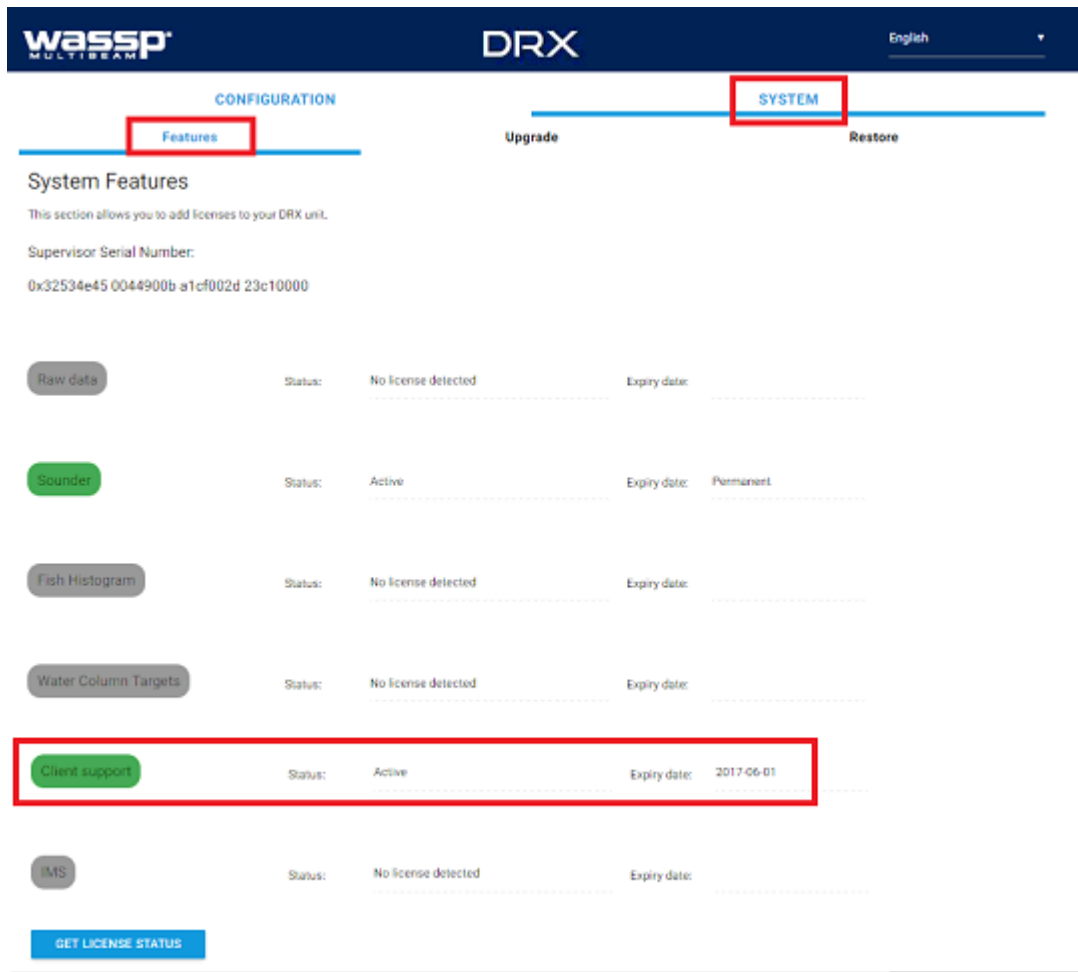 wassp
MULTIBEAM
DRX
English
CONFIGURATION
SYSTEM
Features
Upgrade
Restore
System Features
This section allows you to add licenses to your DRX unit.
Supervisor Serial Number:
0x32534e45 0044900b a1cf002d 23c10000
Raw data Status: No license detected Expiry date:
Sounder Status: Active Expiry date: Permanent
Fish Histogram Status: No license detected Expiry date:
Water Column Targets Status: No license detected Expiry date:
Client support Status: Active Expiry date: 2017-06-01
IMS Status: No license detected Expiry date:
GET LICENSE STATUS